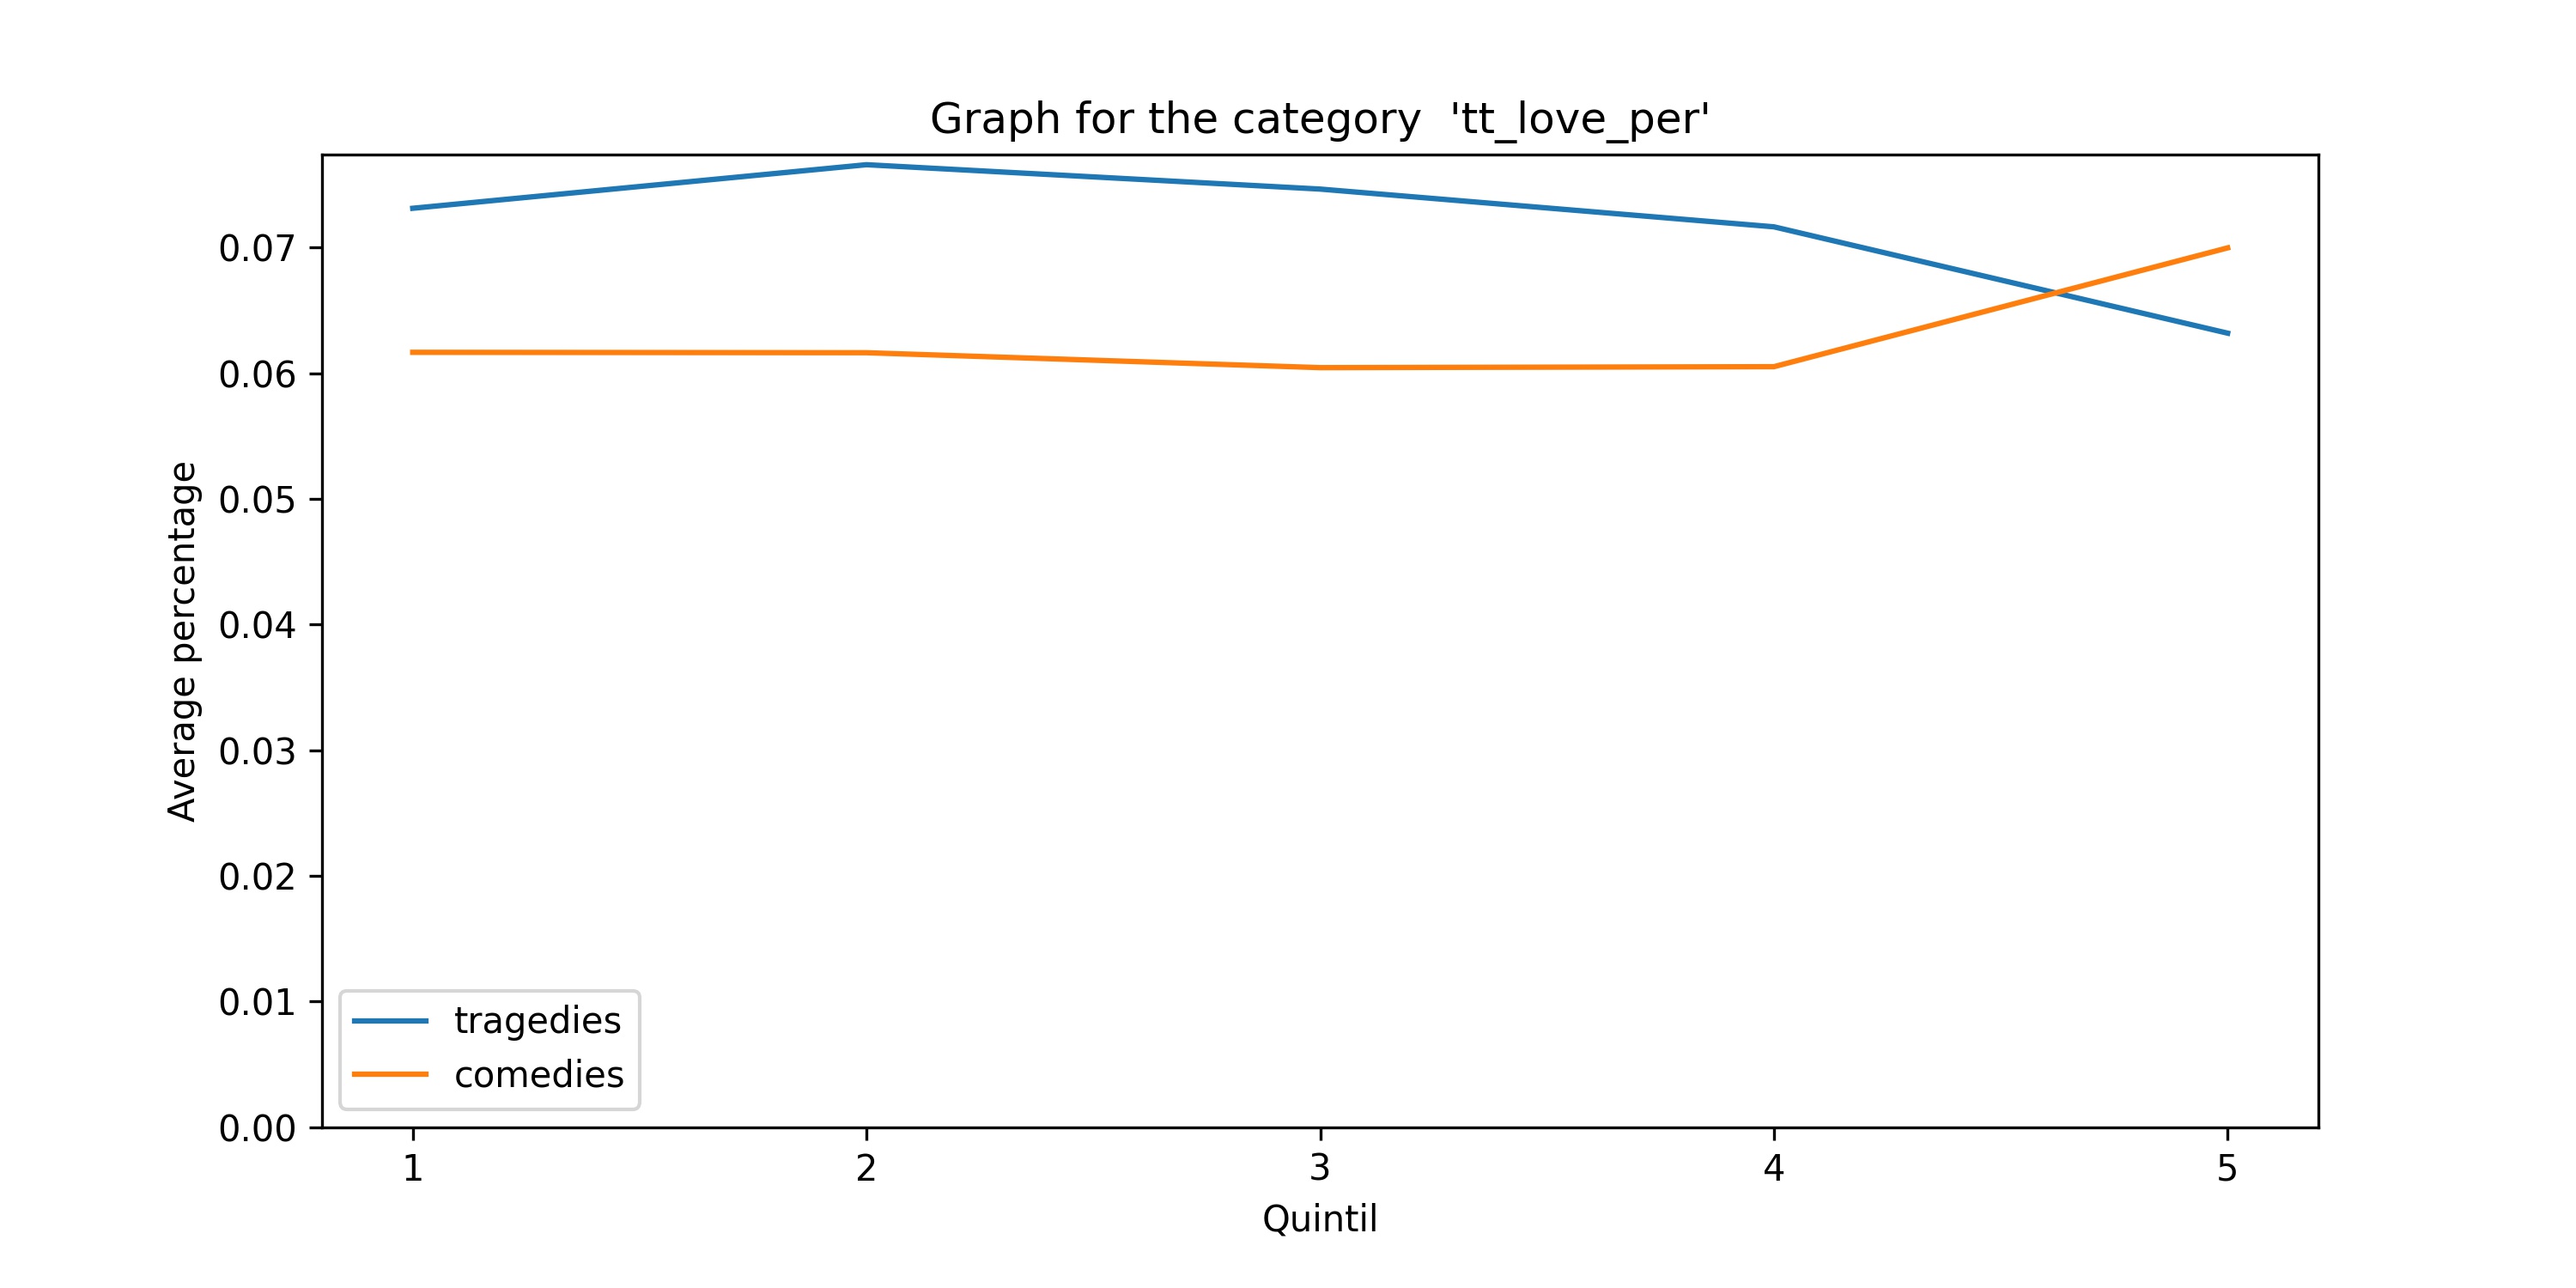 Graph for the category  'tt_love_per'
Average percentage
0.07
0.06
0.05
0.04
0.03
0.02
0.01
0.00
tragedies
comedies
1 2 3 4 5
Quintil